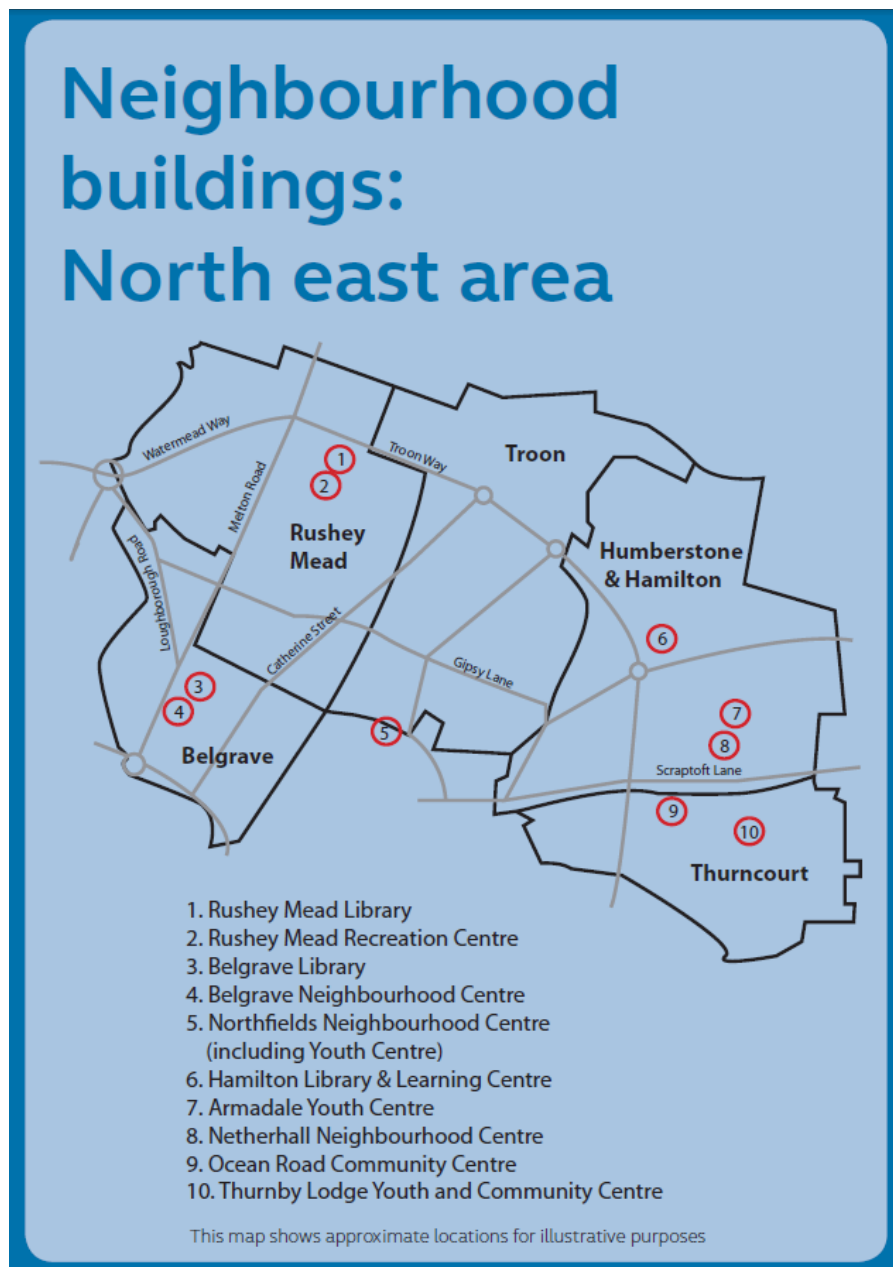 Neighbourhood
buildings:
North east area
Watermead Way
Melton Road
Troon Way
Troon
1
2
Rushey
Mead
Humberstone
& Hamilton
Loughborough Road
Catherine Street
Gipsy Lane
6
3
4
5
7
8
Belgrave
Scraptoft Lane
9
10
Thurncourt
1. Rushey Mead Library
2. Rushey Mead Recreation Centre
3. Belgrave Library
4. Belgrave Neighbourhood Centre
5. Northfields Neighbourhood Centre
(including Youth Centre)
6. Hamilton Library & Learning Centre
7. Armadale Youth Centre
8. Netherhall Neighbourhood Centre
9. Ocean Road Community Centre
10. Thurnby Lodge Youth and Community Centre
This map shows approximate locations for illustrative purposes